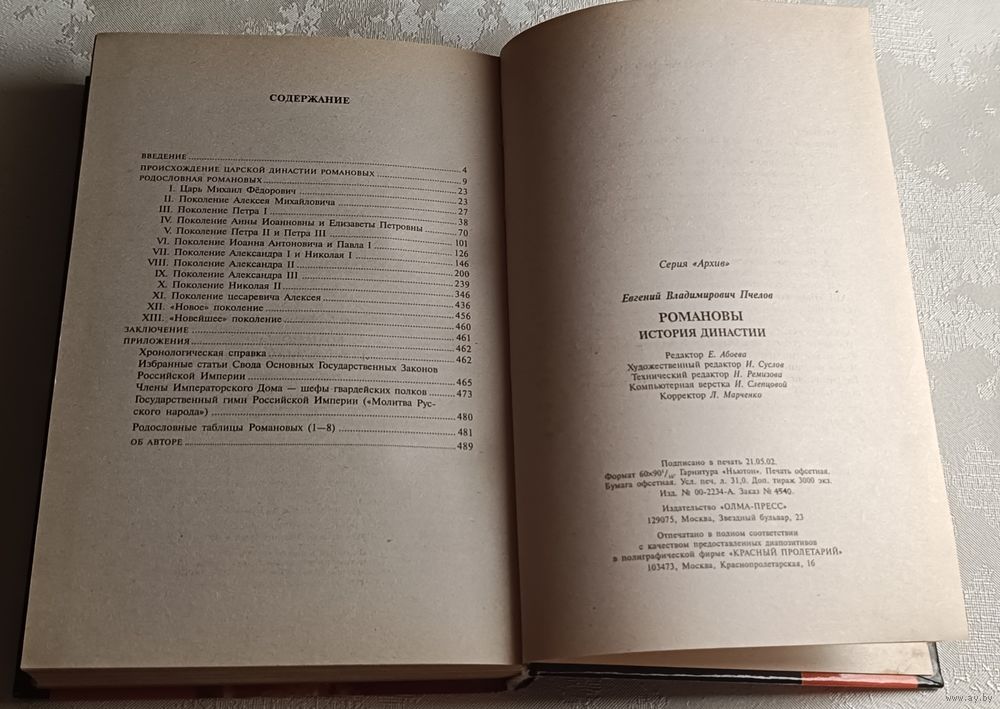 СОДЕРЖАНИЕ
ВВЕДЕНИЕ 4
ПРОИСХОЖДЕНИЕ ЦАРСКОЙ ДИНАСТИИ РОМАНОВЫХ 9
РОДОСЛОВНАЯ РОМАНОВЫХ 23
I. Царь Михаил Фёдорович 23
II. Поколение Алексея Михайловича 27
III. Поколение Петра I 38
IV. Поколение Анны Иоанновны и Елизаветы Петровны 70
V. Поколение Петра II и Петра III 101
VI. Поколение Иоанна Антоновича и Павла I 126
VII. Поколение Александра I и Николая I 146
VIII. Поколение Александра II 200
IX. Поколение Александра III 239
X. Поколение Николая II 346
XI. Поколение цесаревича Алексея 436
XII. «Новое» поколение 456
XIII. «Новейшее» поколение 460
ЗАКЛЮЧЕНИЕ 461
ПРИЛОЖЕНИЯ 462
Хронологическая справка 462
Избранные статьи Свода Основных Государственных Законов
Российской Империи 465
Члены Императорского Дома — шефы гвардейских полков 473
Государственный гимн Российской Империи («Молитва Рус-
ского народа») 480
Родословные таблицы Романовых (1—8) 481
ОБ АВТОРЕ 489
Серия «Архив»
Евгений Владимирович Пчелов
РОМАНОВЫ
ИСТОРИЯ ДИНАСТИИ
Редактор Е. Абоева
Художественный редактор И. Суслов
Технический редактор Н. Ремизова
Компьютерная верстка И. Слепцовой
Корректор Л. Марченко
Подписано в печать 21.05.02.
Формат 60×90¹/₁₆. Гарнитура «Ньютон». Печать офсетная.
Бумага офсетная. Усл. печ. л. 31,0. Доп. тираж 3000 экз.
Изд. № 00-2234-А. Заказ № 4540.
Издательство «ОЛМА-ПРЕСС»
129075, Москва, Звездный бульвар, 23
Отпечатано в полном соответствии
с качеством предоставленных диапозитивов
в полиграфической фирме «КРАСНЫЙ ПРОЛЕТАРИЙ»
103473, Москва, Краснопролетарская, 16
www.ay.by